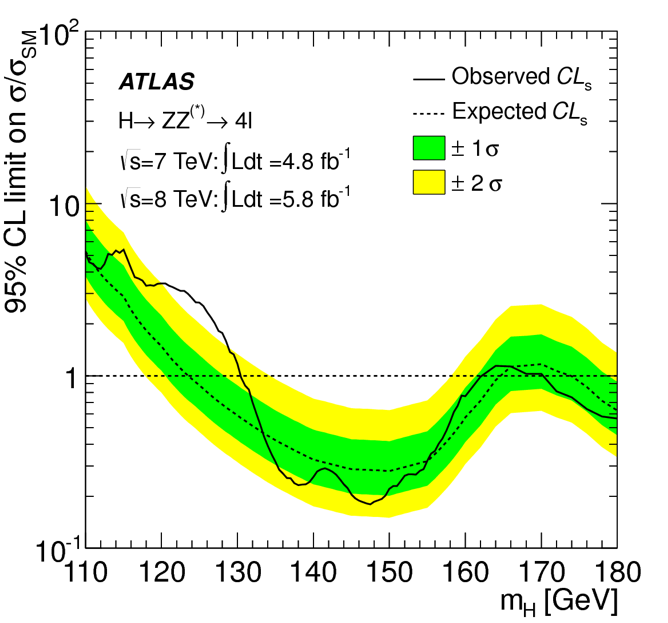 95% CL limit on σ/σSM
10²
10
1
10⁻¹
ATLAS
H→ ZZ(*)→ 4l
√s=7 TeV:∫Ldt =4.8 fb⁻¹
√s=8 TeV:∫Ldt =5.8 fb⁻¹
Observed CLs
Expected CLs
± 1σ
± 2 σ
110 120 130 140 150 160 170 180
mH [GeV]